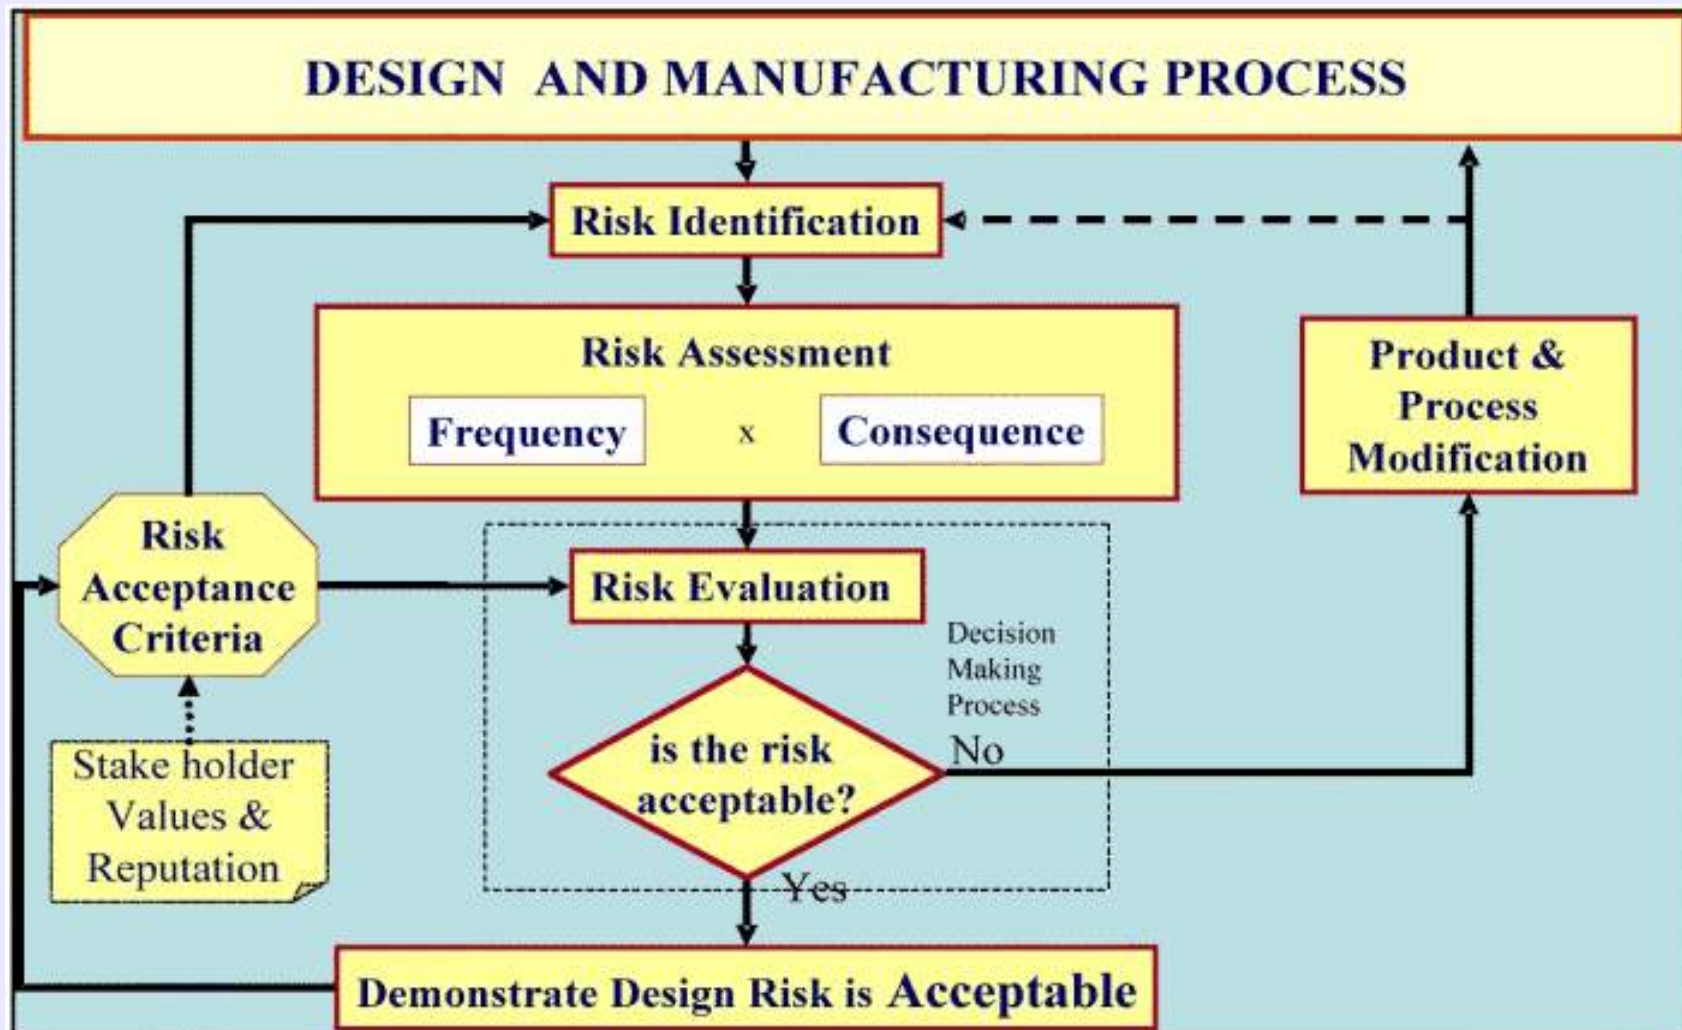 DESIGN AND MANUFACTURING PROCESS
Risk Identification
Risk Assessment
Frequency x Consequence
Product &
Process
Modification
Risk
Acceptance
Criteria
Risk Evaluation
Decision
Making
Process
is the risk
acceptable?
No
Stake holder
Values &
Reputation
Yes
Demonstrate Design Risk is Acceptable